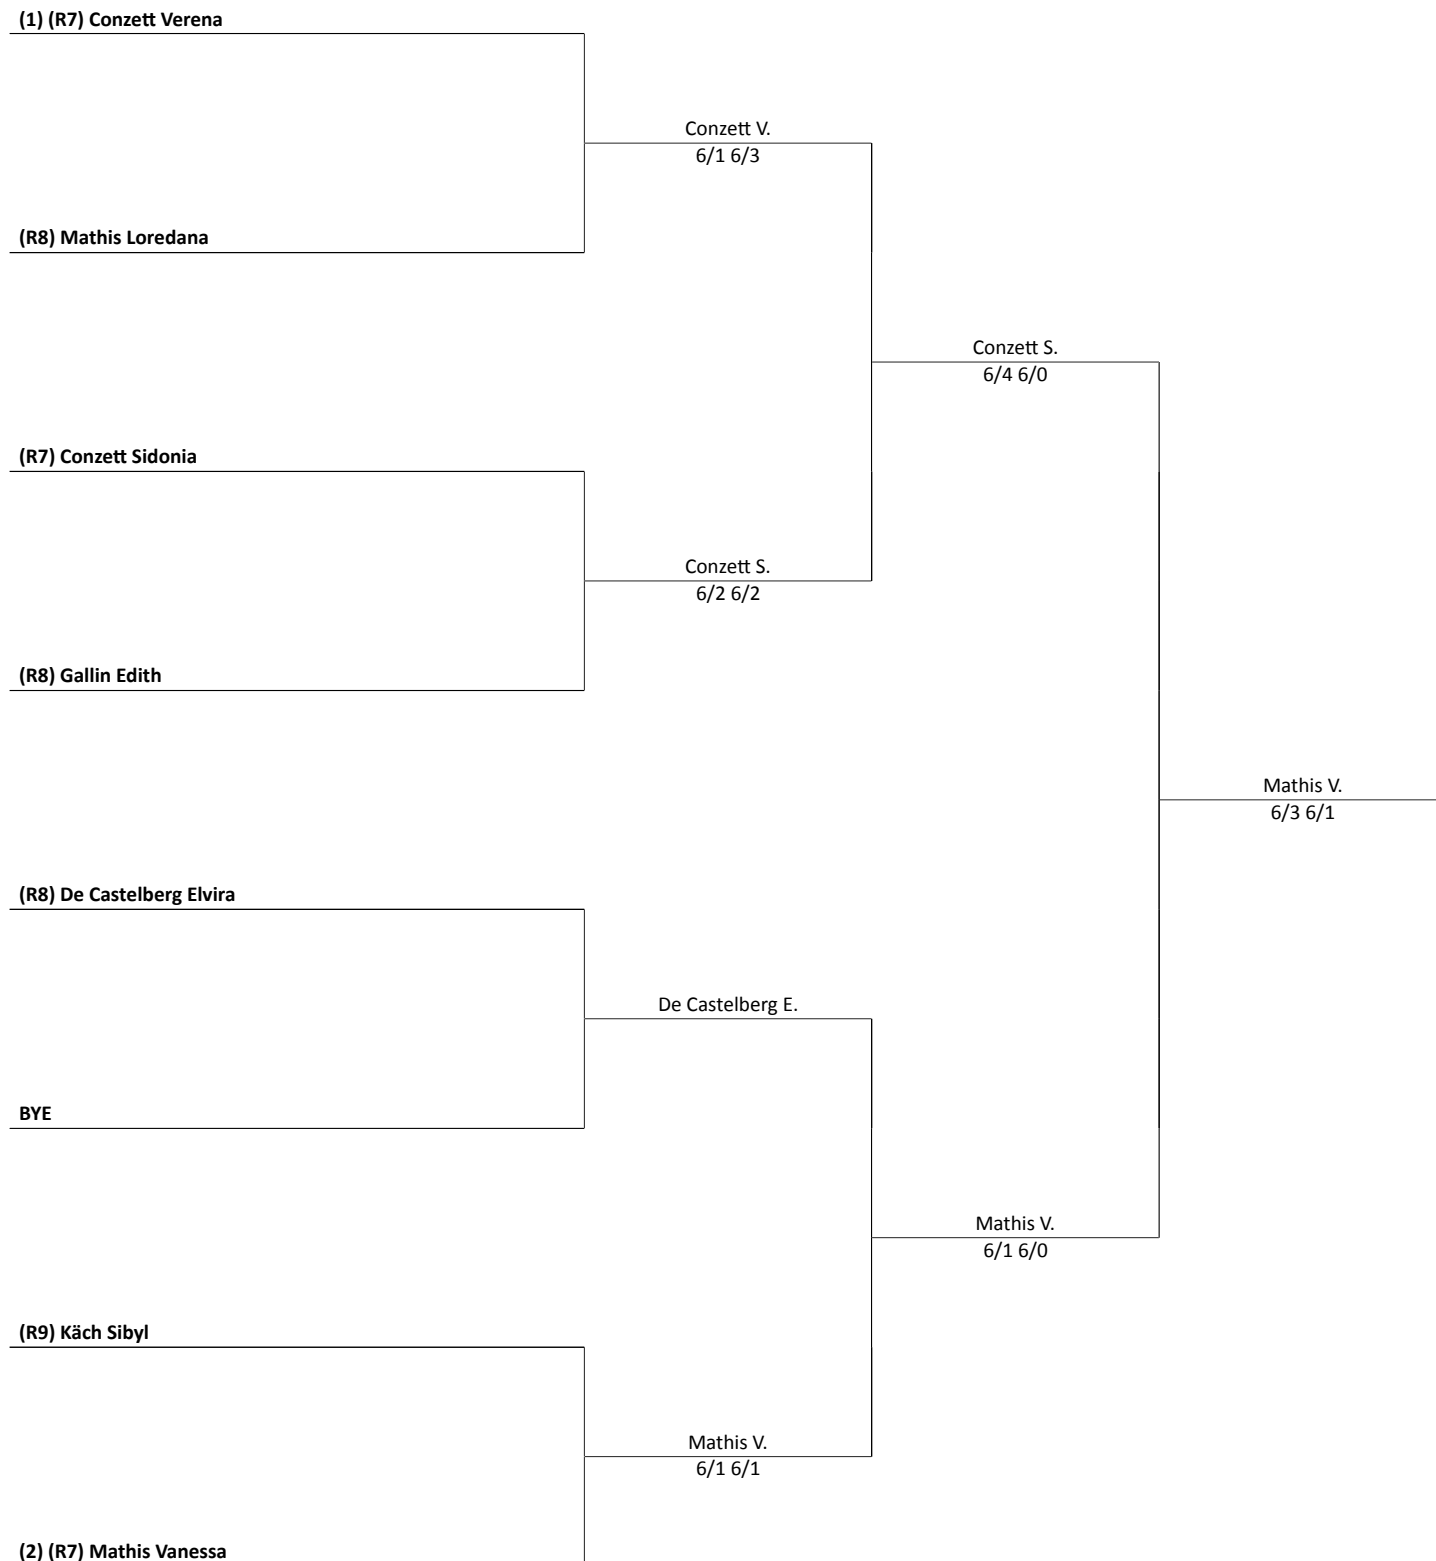 (1) (R7) Conzett Verena
Conzett V.
6/1 6/3
(R8) Mathis Loredana
Conzett S.
6/4 6/0
(R7) Conzett Sidonia
Conzett S.
6/2 6/2
(R8) Gallin Edith
Mathis V.
6/3 6/1
(R8) De Castelberg Elvira
De Castelberg E.
BYE
Mathis V.
6/1 6/0
(R9) Käch Sibyl
Mathis V.
6/1 6/1
(2) (R7) Mathis Vanessa